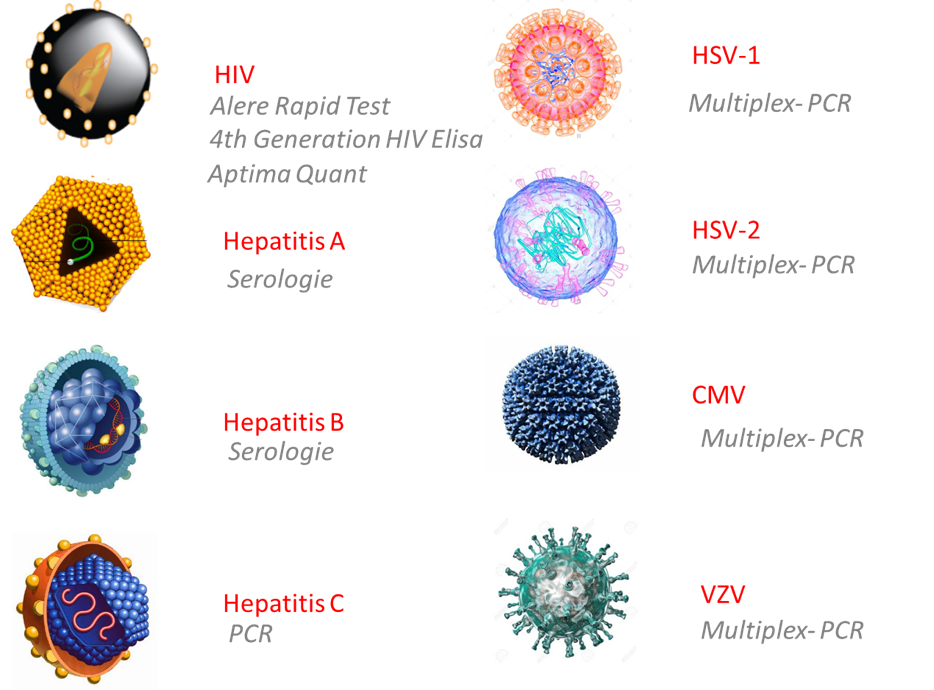 HIV
Alere Rapid Test
4th Generation HIV Elisa
Aptima Quant
Hepatitis A
Serologie
Hepatitis B
Serologie
Hepatitis C
PCR
HSV-1
Multiplex- PCR
HSV-2
Multiplex- PCR
CMV
Multiplex- PCR
VZV
Multiplex- PCR